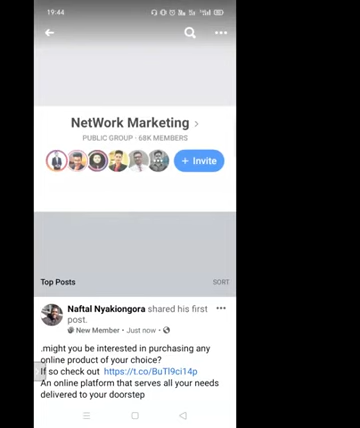 19:44
NetWork Marketing >
PUBLIC GROUP · 68K MEMBERS
+ Invite
Top Posts
SORT
Naftal Nyakiongora shared his first
post.
New Member · Just now ·
.might you be interested in purchasing any
online product of your choice?
If so check out https://t.co/BuTl9ci14p
An online platform that serves all your needs
delivered to your doorstep